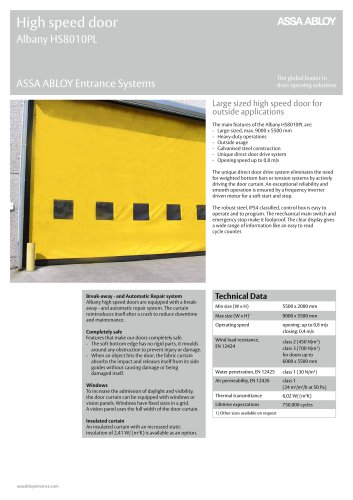 High speed door
Albany HS8010PL
ASSA ABLOY
ASSA ABLOY Entrance Systems
The global leader in
door opening solutions
Large sized high speed door for
outside applications
The main features of the Albany HS8010PL are:
- Large-sized, max. 9000 x 5500 mm
- Heavy-duty operations
- Outside usage
- Galvanised steel construction
- Unique direct door drive system
- Opening speed up to 0,8 m/s
The unique direct door drive system eliminates the need
for weighted bottom bars or tension systems by actively
driving the door curtain. An exceptional reliability and
smooth operation is ensured by a frequency inverter
driven motor for a soft start and stop.
The robust steel, IP54 classified, control box is easy to
operate and to program. The mechanical main switch and
emergency stop make it foolproof. The clear display gives
a wide range of information like an easy to read
cycle counter.
Break-away - and Automatic Repair system
Albany high speed doors are equipped with a break-
away - and automatic repair system. The curtain
reintroduces itself after a crash to reduce downtime
and maintenance.
Completely safe
Features that make our doors completely safe:
- The soft bottom edge has no rigid parts, it moulds
around any obstruction to prevent injury or damage.
- When an object hits the door, the fabric curtain
absorbs the impact and releases itself from its side
guides without causing damage or being
damaged itself.
Windows
To increase the admission of daylight and visibility,
the door curtain can be equipped with windows or
vision panels. Windows have fixed sizes in a grid.
A vision panel uses the full width of the door curtain.
Insulated curtain
An insulated curtain with an increased static
insulation of 2,41 W/(m²K) is available as an option.
Technical Data
Min size (W x H) 5500 x 2000 mm
Max size (W x H)¹ 9000 x 5500 mm
Operating speed opening: up to 0,8 m/s
closing: 0,4 m/s
Wind load resistance, class 2 (450 N/m²)
EN 12424 class 3 (700 N/m²)
for doors up to
6000 x 5500 mm
Water penetration, EN 12425 class 1 (30 N/m²)
Air permeability, EN 12426 class 1
(24 m³/m²/h at 50 Pa)
Thermal transmittance 6,02 W/(m²K)
Lifetime expectations 750.000 cycles
1) Other sizes available on request
assaabloyentrance.com